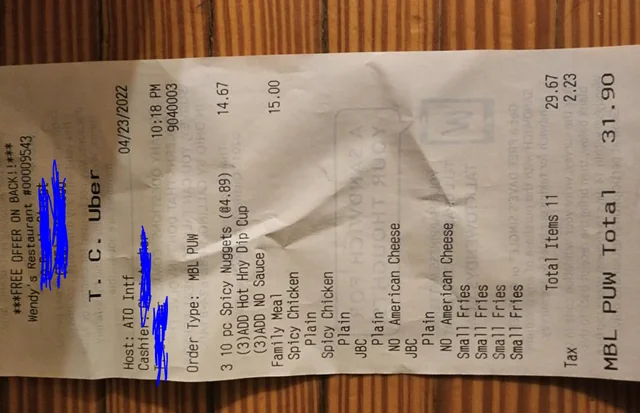 ***FREE OFFER ON BACK!!***
Wendy's Restaurant #00009543
T. C. Uber
Host: ATO Intf 04/23/2022
Cashier: 10:18 PM
9040003
Order Type: MBL PUW
3 10 pc Spicy Nuggets (@4.89) 14.67
(3)ADD Hot Hny Dip Cup
(3)ADD NO Sauce
Family Meal 15.00
Spicy Chicken
Plain
Spicy Chicken
Plain
JBC
Plain
NO American Cheese
JBC
Plain
NO American Cheese
Small Fries
Small Fries
Small Fries
Small Fries
Total Items 11 29.67
Tax 2.23
MBL PUW Total 31.90